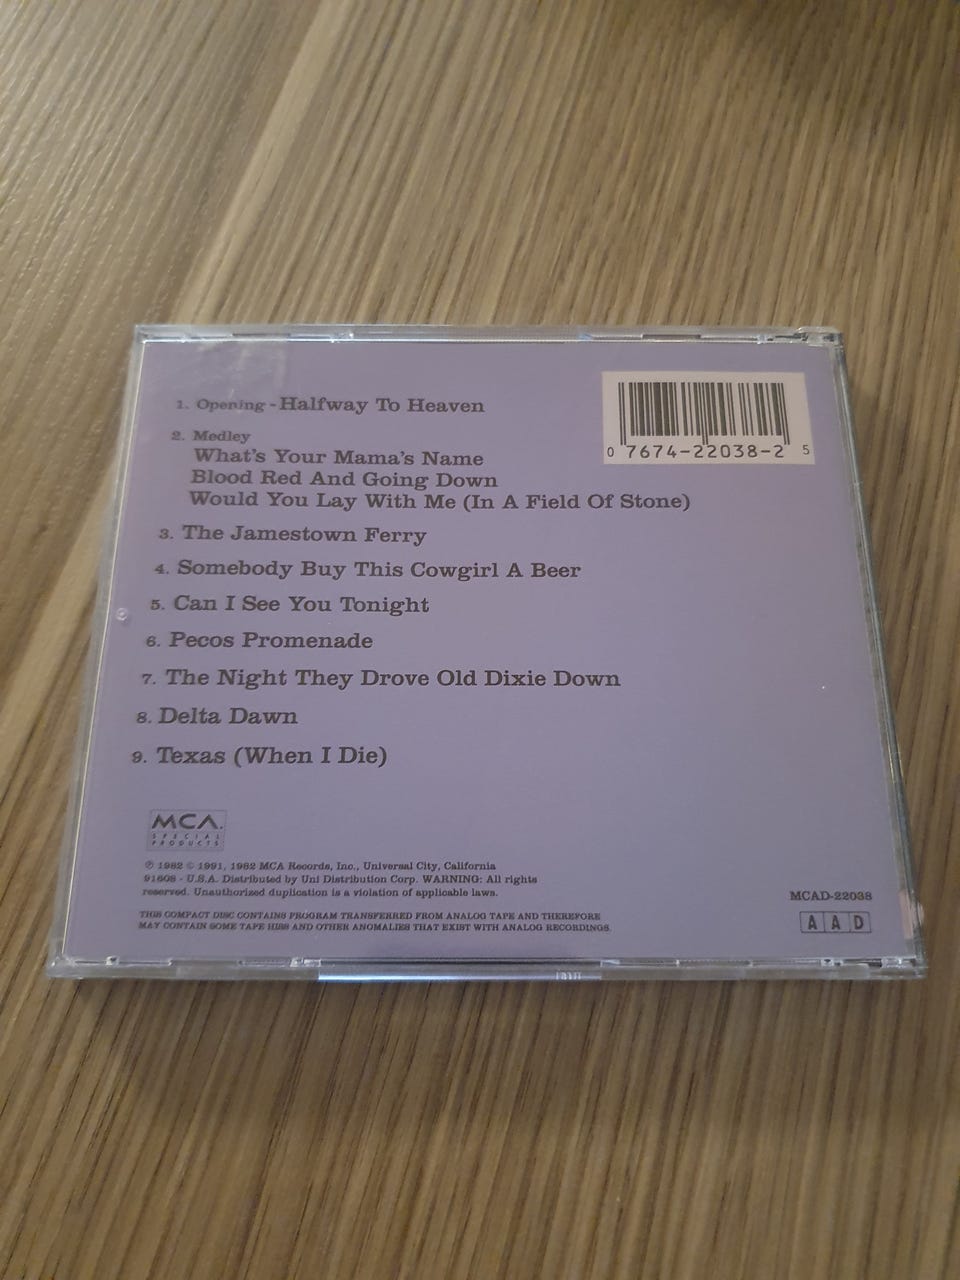 1. Opening - Halfway To Heaven
2. Medley
What's Your Mama's Name
Blood Red And Going Down
Would You Lay With Me (In A Field Of Stone)
3. The Jamestown Ferry
4. Somebody Buy This Cowgirl A Beer
5. Can I See You Tonight
6. Pecos Promenade
7. The Night They Drove Old Dixie Down
8. Delta Dawn
9. Texas (When I Die)
0 7674-22038-2 5
MCA.
SPECIAL
PRODUCTS
℗ 1982 © 1991, 1982 MCA Records, Inc., Universal City, California
91608 - U.S.A. Distributed by Uni Distribution Corp. WARNING: All rights
reserved. Unauthorized duplication is a violation of applicable laws.
THIS COMPACT DISC CONTAINS PROGRAM TRANSFERRED FROM ANALOG TAPE AND THEREFORE
MAY CONTAIN SOME TAPE HISS AND OTHER ANOMALIES THAT EXIST WITH ANALOG RECORDINGS.
MCAD-22038
A A D